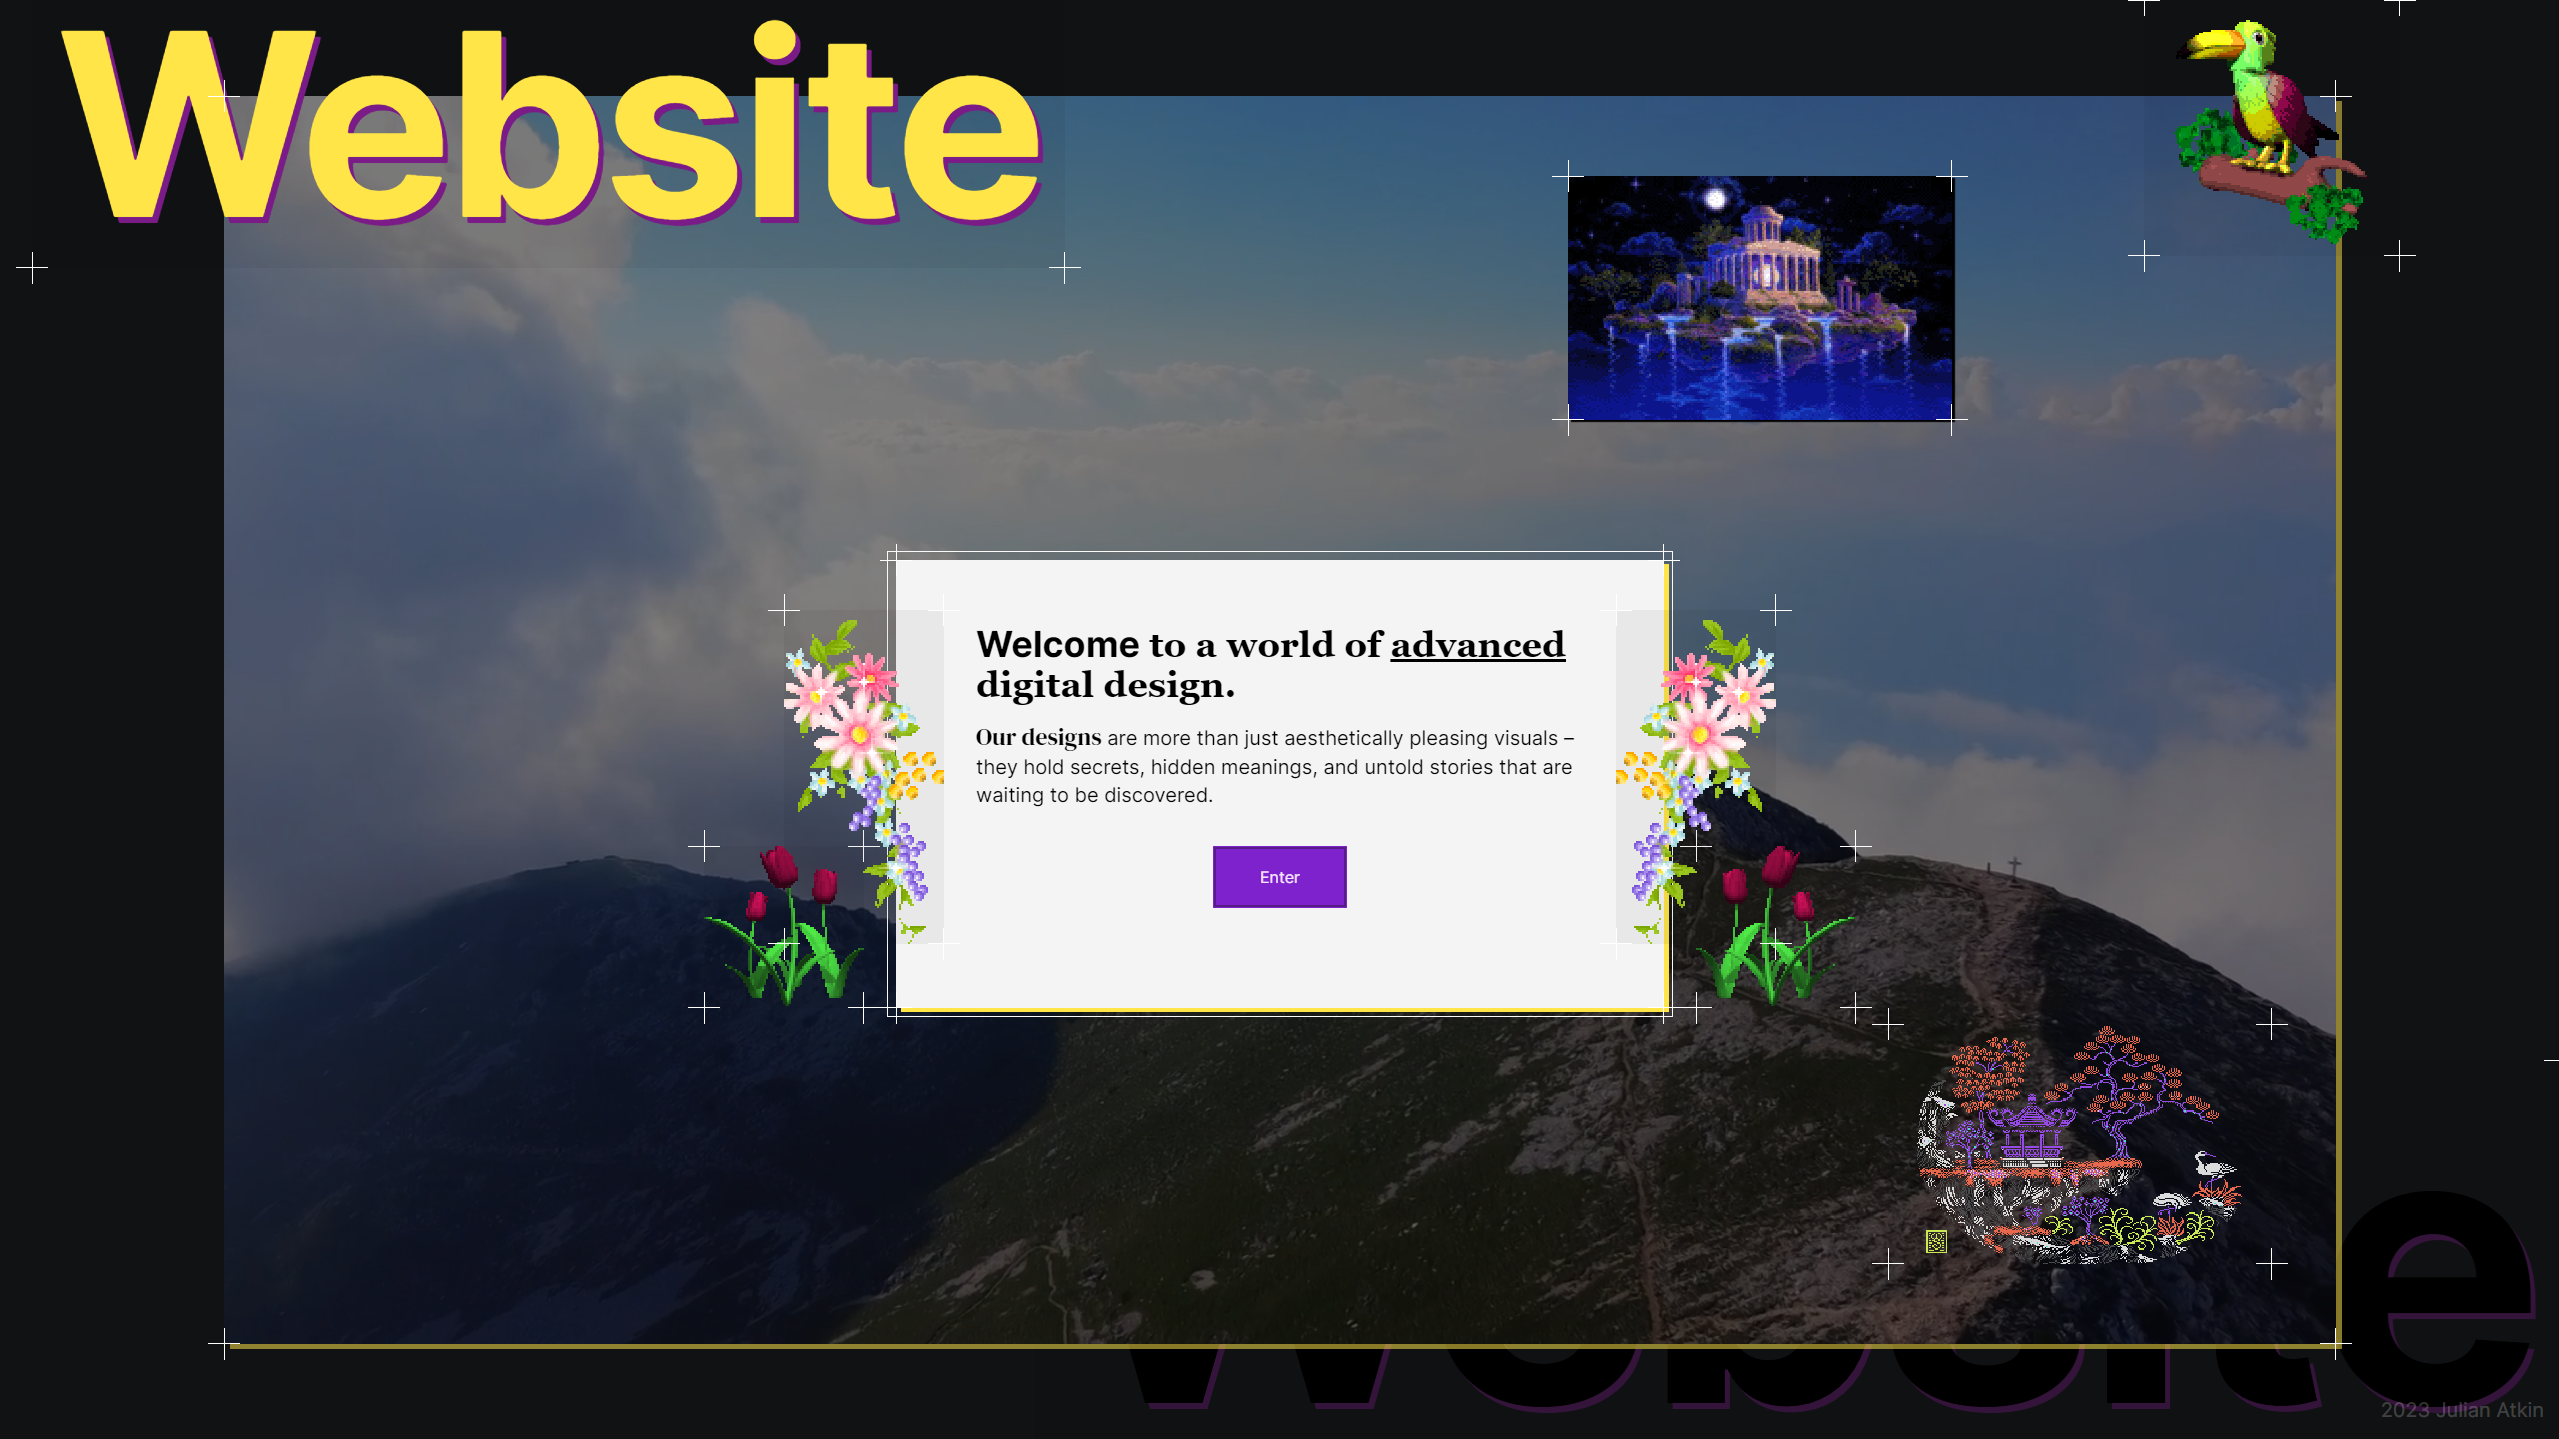 Website
Welcome to a world of advanced
digital design.
Our designs are more than just aesthetically pleasing visuals –
they hold secrets, hidden meanings, and untold stories that are
waiting to be discovered.
Enter
Website
2023 Julian Atkin